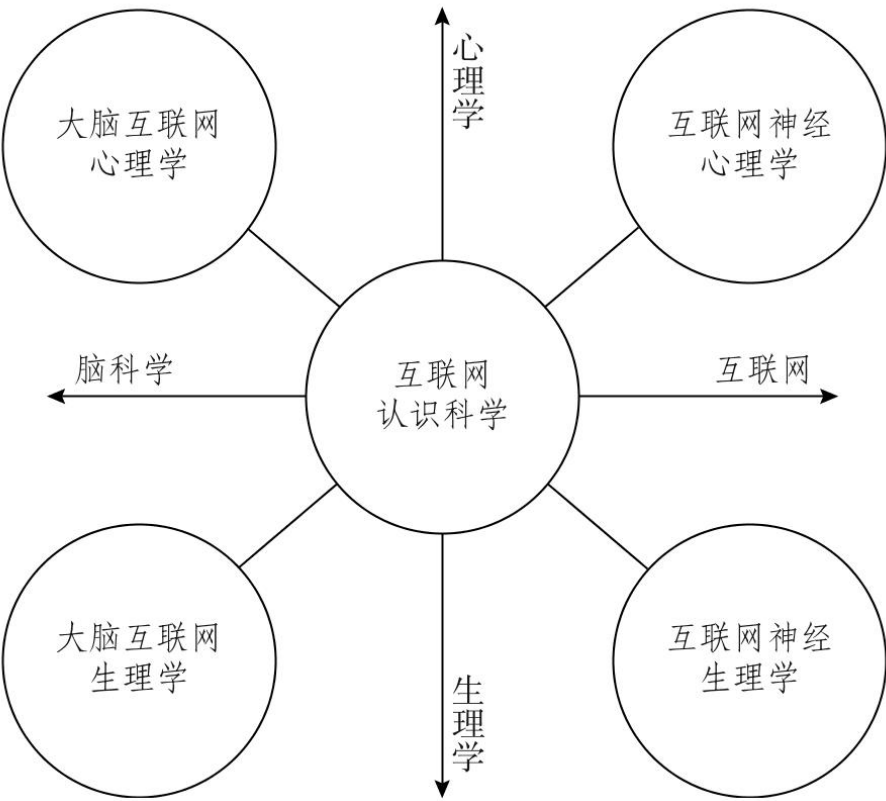 心理学
大脑互联网
心理学
互联网神经
心理学
脑科学
互联网
认识科学
互联网
大脑互联网
生理学
互联网神经
生理学
生理学